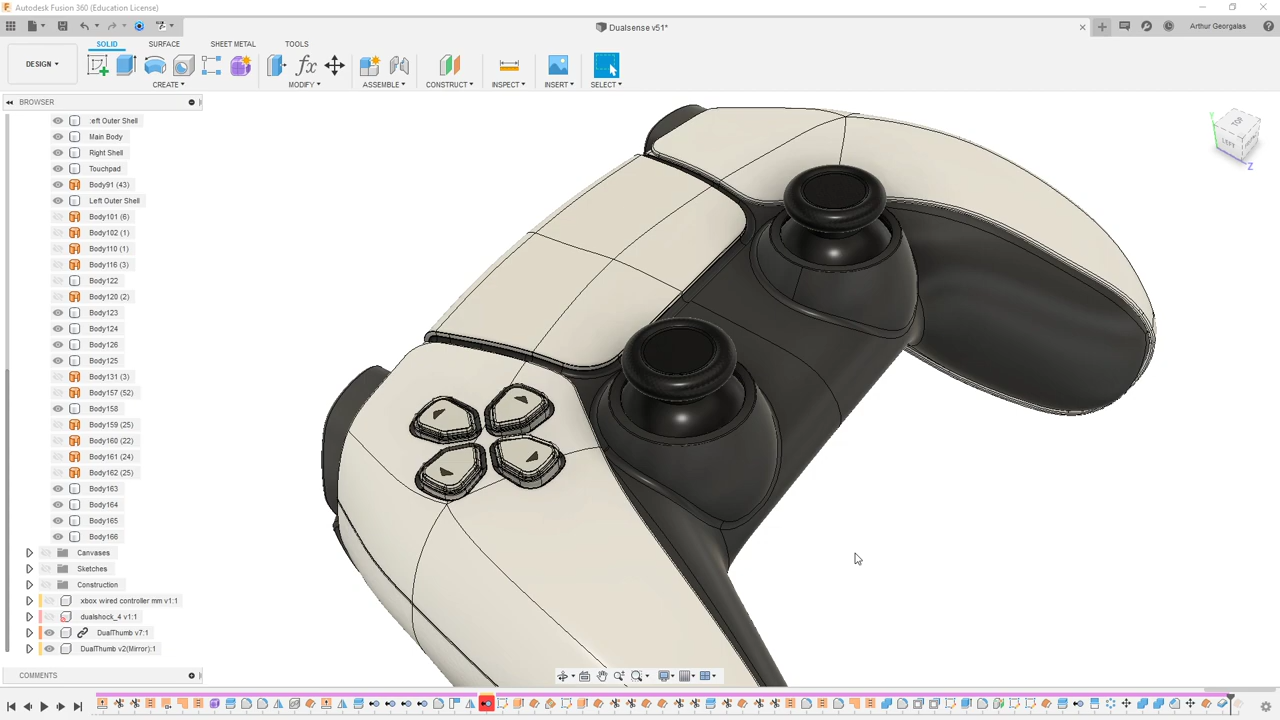 Autodesk Fusion 360 (Education License)
Dualsense v51*
Arthur Georgalas
DESIGN
SOLID SURFACE SHEET METAL TOOLS
CREATE MODIFY ASSEMBLE CONSTRUCT INSPECT INSERT SELECT
BROWSER
Left Outer Shell
Main Body
Right Shell
Touchpad
Body91 (43)
Left Outer Shell
Body101 (6)
Body102 (1)
Body110 (1)
Body116 (3)
Body122
Body120 (2)
Body123
Body124
Body126
Body125
Body131 (3)
Body157 (52)
Body158
Body159 (25)
Body160 (22)
Body161 (24)
Body162 (25)
Body163
Body164
Body165
Body166
Canvases
Sketches
Construction
xbox wired controller mm v1:1
dualshock_4 v1:1
DualThumb v7:1
DualThumb v2(Mirror):1
COMMENTS
TOP
LEFT
Y
Z